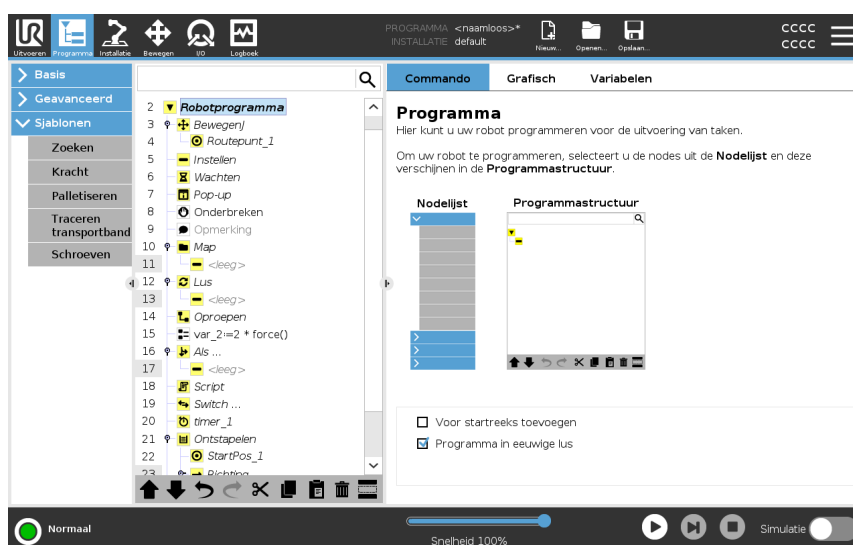 PROGRAMMA <naamloos>*
INSTALLATIE default
Uitvoeren Programma Installatie Bewegen I/O Logboek
Nieuw... Openen... Opslaan...
CCCC
CCCC
Basis
Geavanceerd
Sjablonen
Zoeken
Kracht
Palletiseren
Traceren
transportband
Schroeven
2 Robotprogramma
3 BewegenJ
4 Routepunt_1
5 Instellen
6 Wachten
7 Pop-up
8 Onderbreken
9 Opmerking
10 Map
11 <leeg>
12 Lus
13 <leeg>
14 Oproepen
15 var_2:=2 * force()
16 Als ...
17 <leeg>
18 Script
19 Switch ...
20 timer_1
21 Ontstapelen
22 StartPos_1
23 Richting
Commando Grafisch Variabelen
Programma
Hier kunt u uw robot programmeren voor de uitvoering van taken.
Om uw robot te programmeren, selecteert u de nodes uit de Nodelijst en deze
verschijnen in de Programmastructuur.
Nodelijst Programmastructuur
Voor startreeks toevoegen
Programma in eeuwige lus
Normaal
Snelheid 100%
Simulatie